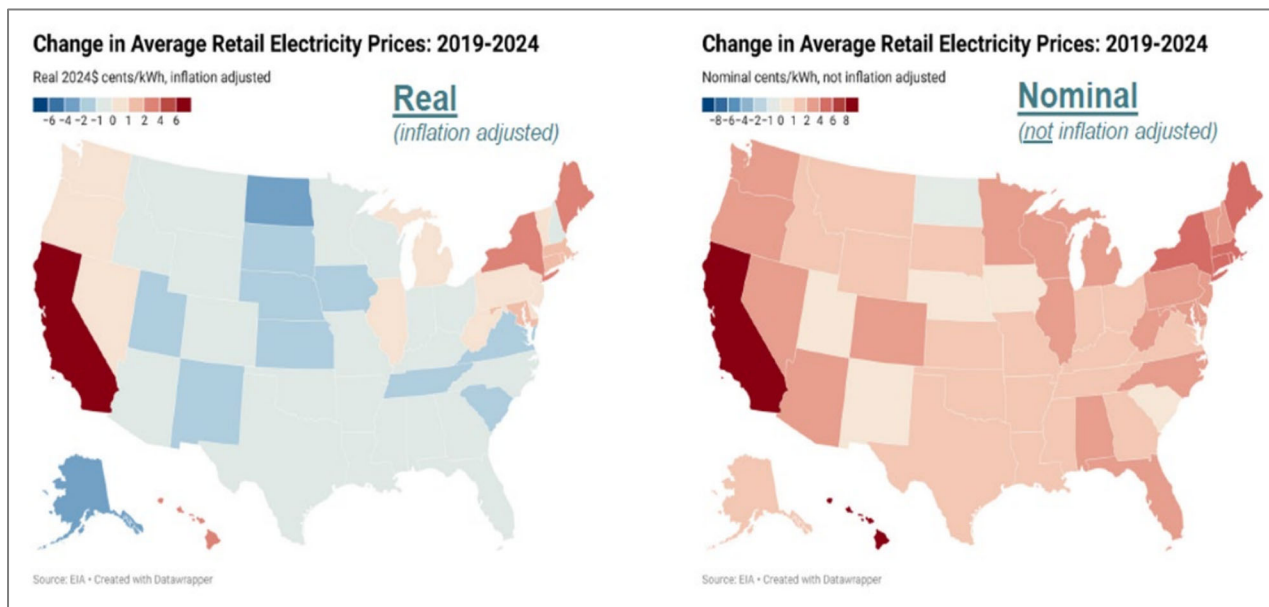 Change in Average Retail Electricity Prices: 2019-2024
Real 2024$ cents/kWh, inflation adjusted
−6 −4 −2 −1 0 1 2 4 6
Real
(inflation adjusted)
Source: EIA • Created with Datawrapper
Change in Average Retail Electricity Prices: 2019-2024
Nominal cents/kWh, not inflation adjusted
−8 −6 −4 −2 −1 0 1 2 4 6 8
Nominal
(not inflation adjusted)
Source: EIA • Created with Datawrapper